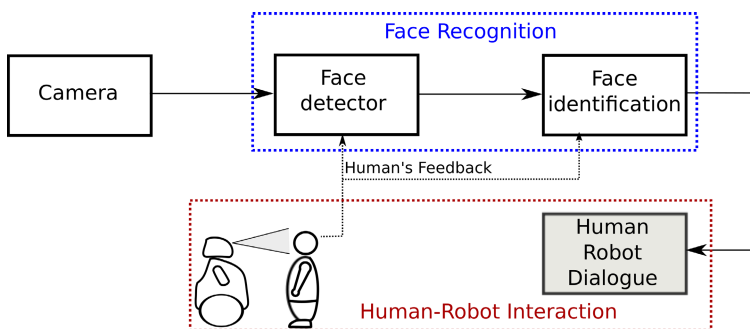 Face Recognition
Camera
Face
detector
Face
identification
Human's Feedback
Human
Robot
Dialogue
Human-Robot Interaction